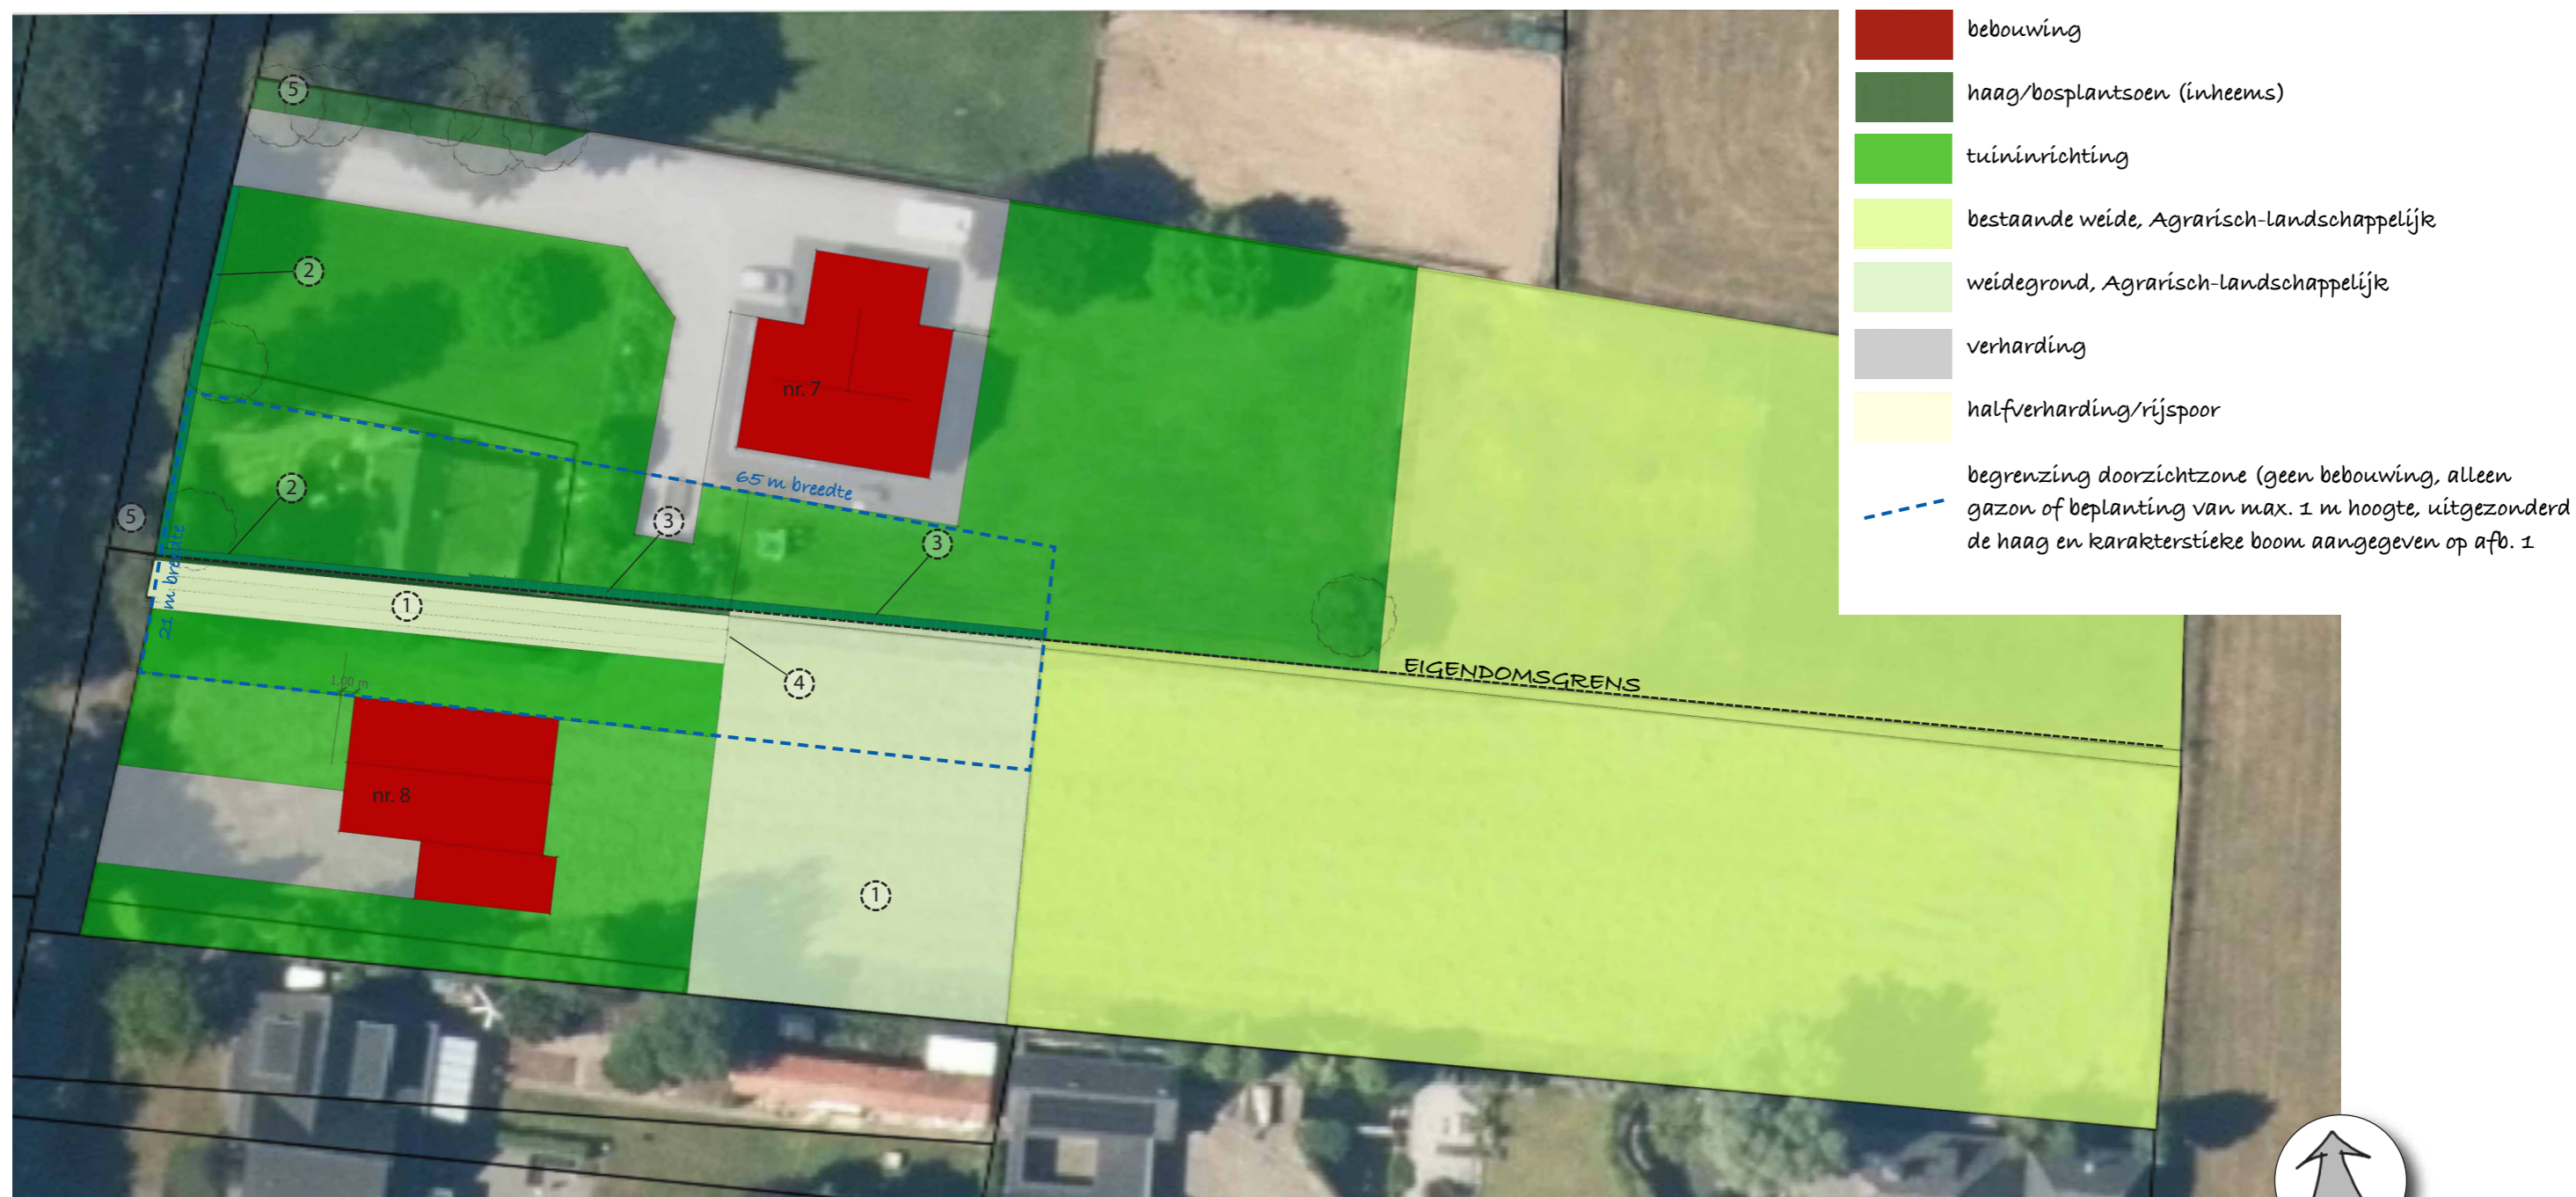 bebouwing
haag/bosplantsoen (inheems)
tuininrichting
bestaande weide, Agrarisch-landschappelijk
weidegrond, Agrarisch-landschappelijk
verharding
halfverharding/rijspoor
begrenzing doorzichtzone (geen bebouwing, alleen
gazon of beplanting van max. 1 m hoogte, uitgezonderd
de haag en karakterstieke boom aangegeven op afb. 1
5
2
nr. 7
65 m breedte
2
5
3
3
21 m breedte
1
4
EIGENDOMSGRENS
1,00 m
nr. 8
1